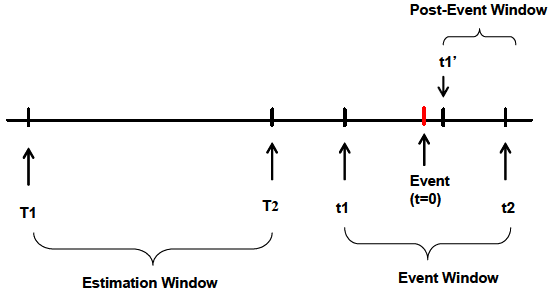 Post-Event Window
t1’
T1
T2
t1
Event
(t=0)
t2
Estimation Window
Event Window